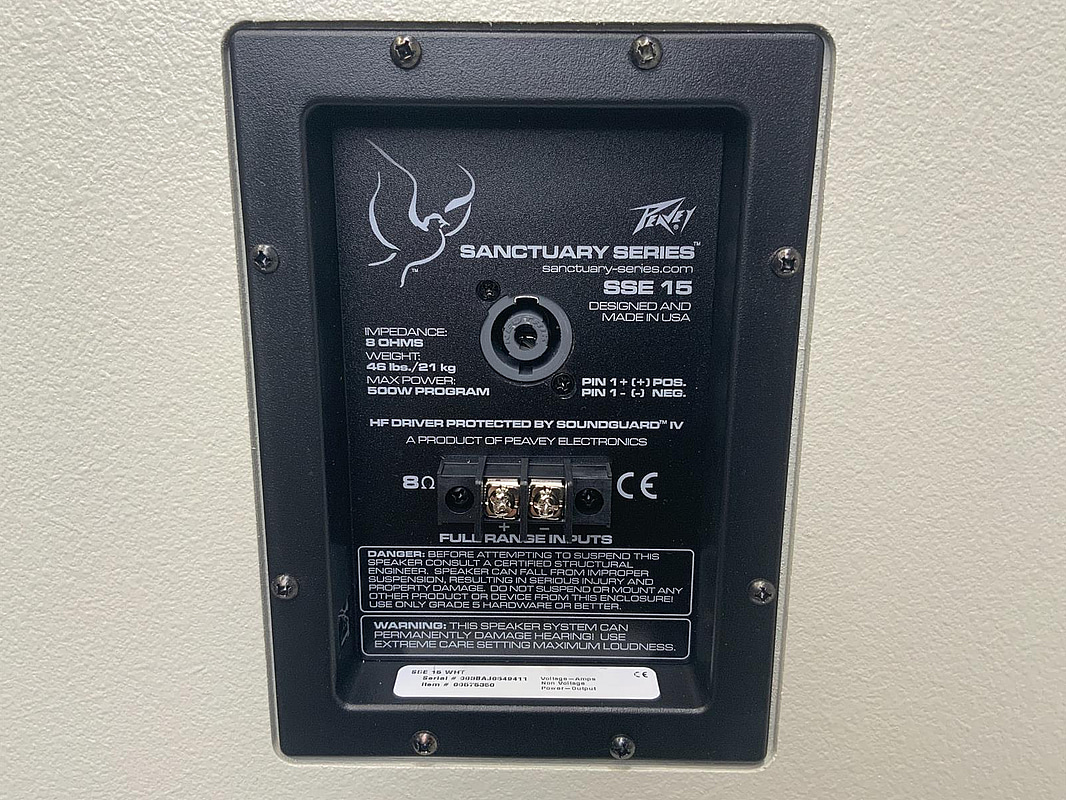 PEAVEY®
SANCTUARY SERIES™
sanctuary-series.com
™
SSE 15
DESIGNED AND
MADE IN USA
IMPEDANCE:
8 OHMS
WEIGHT:
46 lbs./21 kg
MAX POWER:
500W PROGRAM
PIN 1+ (+) POS.
PIN 1- (-) NEG.
HF DRIVER PROTECTED BY SOUNDGUARD™ IV
A PRODUCT OF PEAVEY ELECTRONICS
8Ω
CE
+ −
FULL RANGE INPUTS
DANGER: BEFORE ATTEMPTING TO SUSPEND THIS
SPEAKER CONSULT A CERTIFIED STRUCTURAL
ENGINEER. SPEAKER CAN FALL FROM IMPROPER
SUSPENSION, RESULTING IN SERIOUS INJURY AND
PROPERTY DAMAGE. DO NOT SUSPEND OR MOUNT ANY
OTHER PRODUCT OR DEVICE FROM THIS ENCLOSURE!
USE ONLY GRADE 5 HARDWARE OR BETTER.
WARNING: THIS SPEAKER SYSTEM CAN
PERMANENTLY DAMAGE HEARING! USE
EXTREME CARE SETTING MAXIMUM LOUDNESS.
SSE 15 WHT
Serial #
Item #
Voltage—Amps
Non Voltage
Power—Output
CE